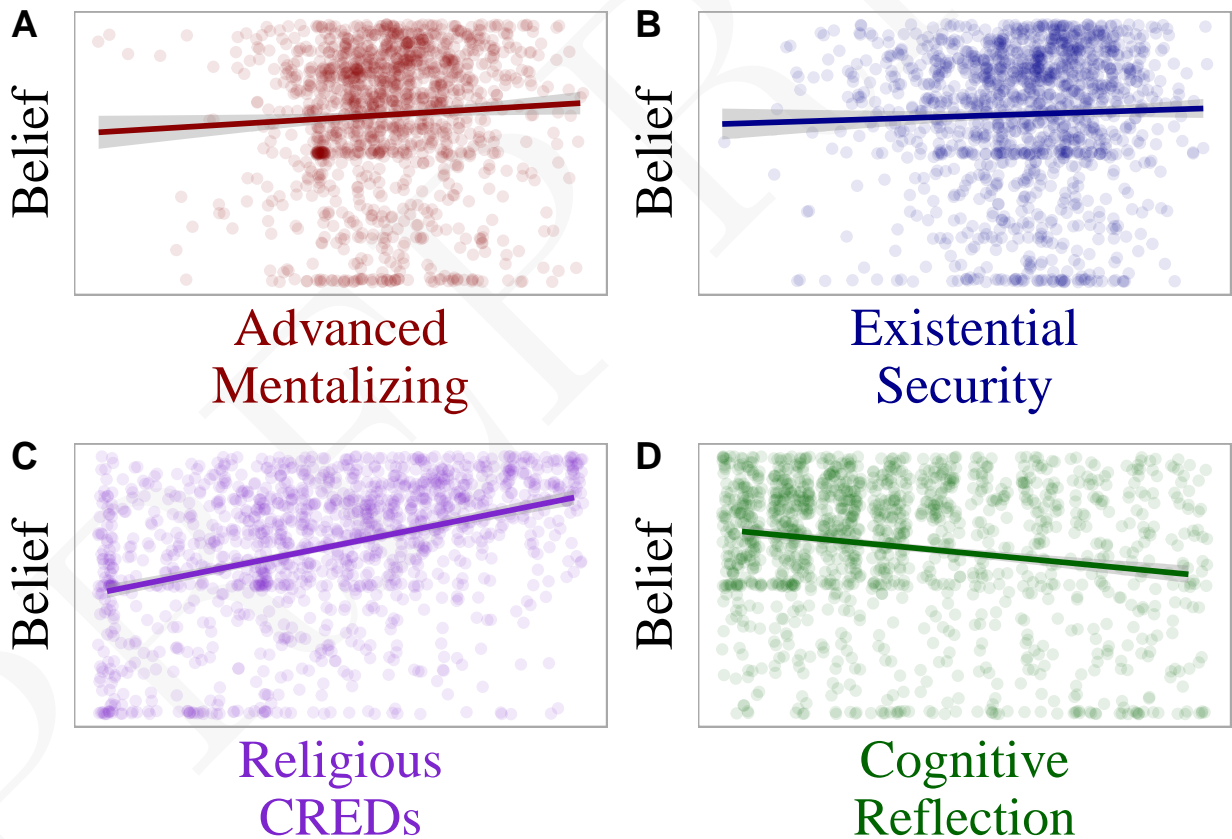 A
Belief
Advanced
Mentalizing
B
Belief
Existential
Security
C
Belief
Religious
CREDs
D
Belief
Cognitive
Reflection